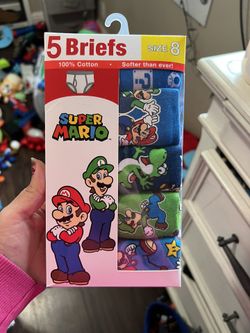 5 Briefs
SIZE: 8
100% Cotton • Softer than ever!
SUPER
MARIO